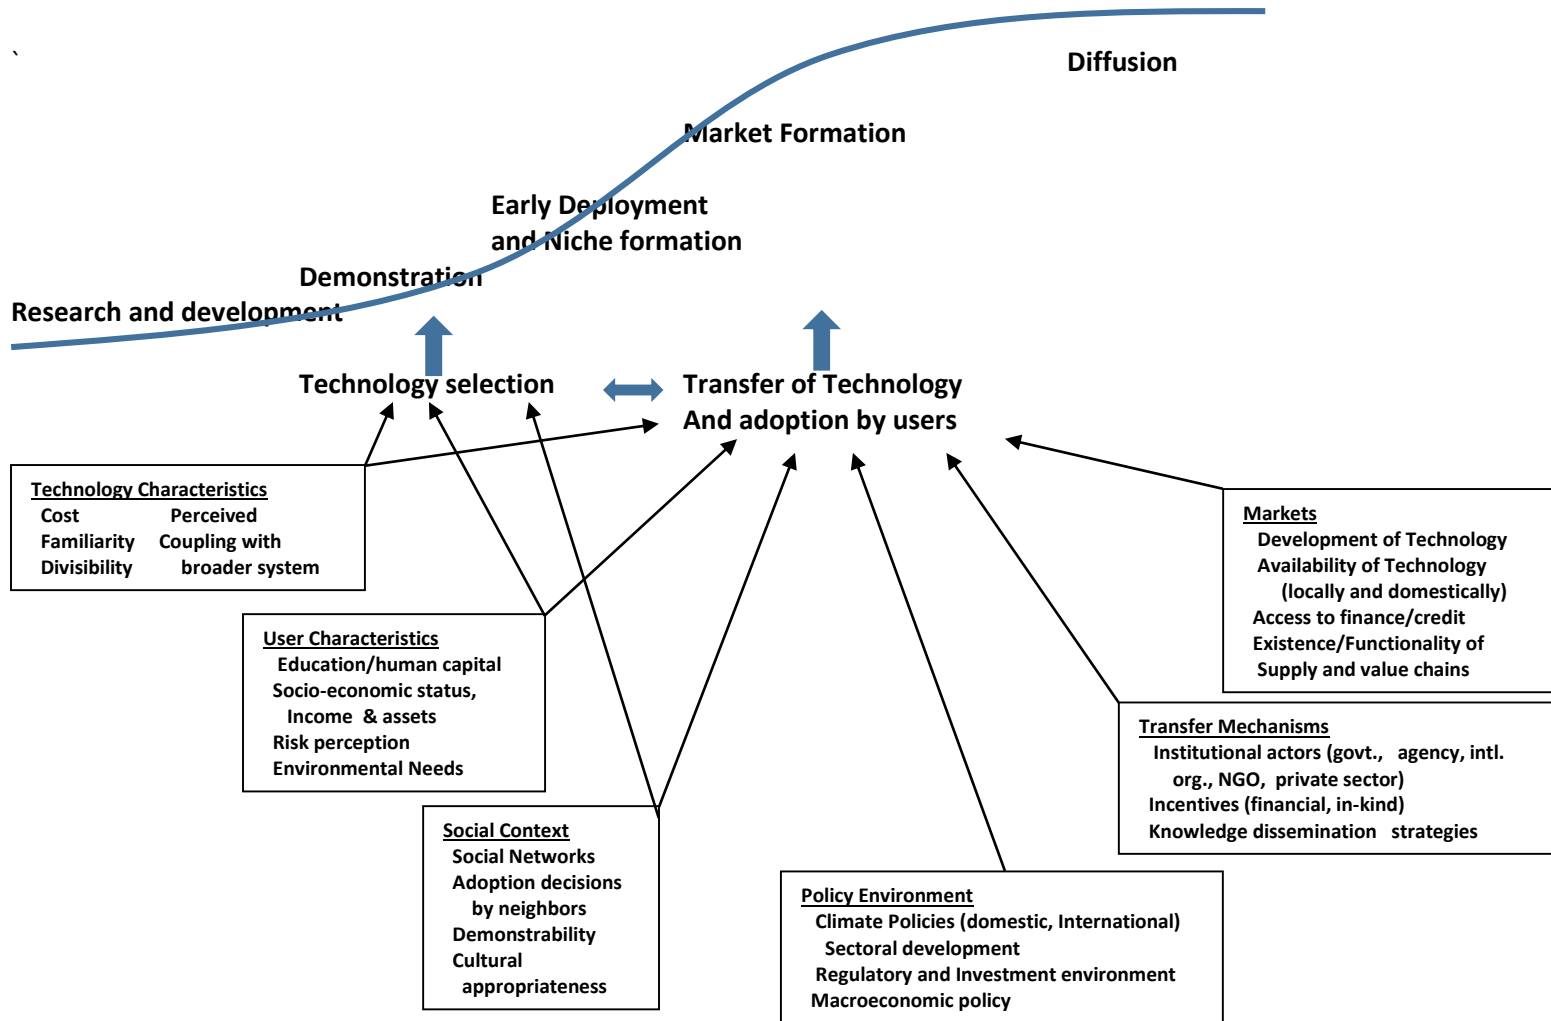 `
Diffusion
Market Formation
Early Deployment
and Niche formation
Demonstration
Research and development
Technology selection
Transfer of Technology
And adoption by users
Technology Characteristics
Cost Perceived
Familiarity Coupling with
Divisibility broader system
User Characteristics
Education/human capital
Socio-economic status,
Income & assets
Risk perception
Environmental Needs
Social Context
Social Networks
Adoption decisions
by neighbors
Demonstrability
Cultural
appropriateness
Policy Environment
Climate Policies (domestic, International)
Sectoral development
Regulatory and Investment environment
Macroeconomic policy
Transfer Mechanisms
Institutional actors (govt., agency, intl.
org., NGO, private sector)
Incentives (financial, in-kind)
Knowledge dissemination strategies
Markets
Development of Technology
Availability of Technology
(locally and domestically)
Access to finance/credit
Existence/Functionality of
Supply and value chains